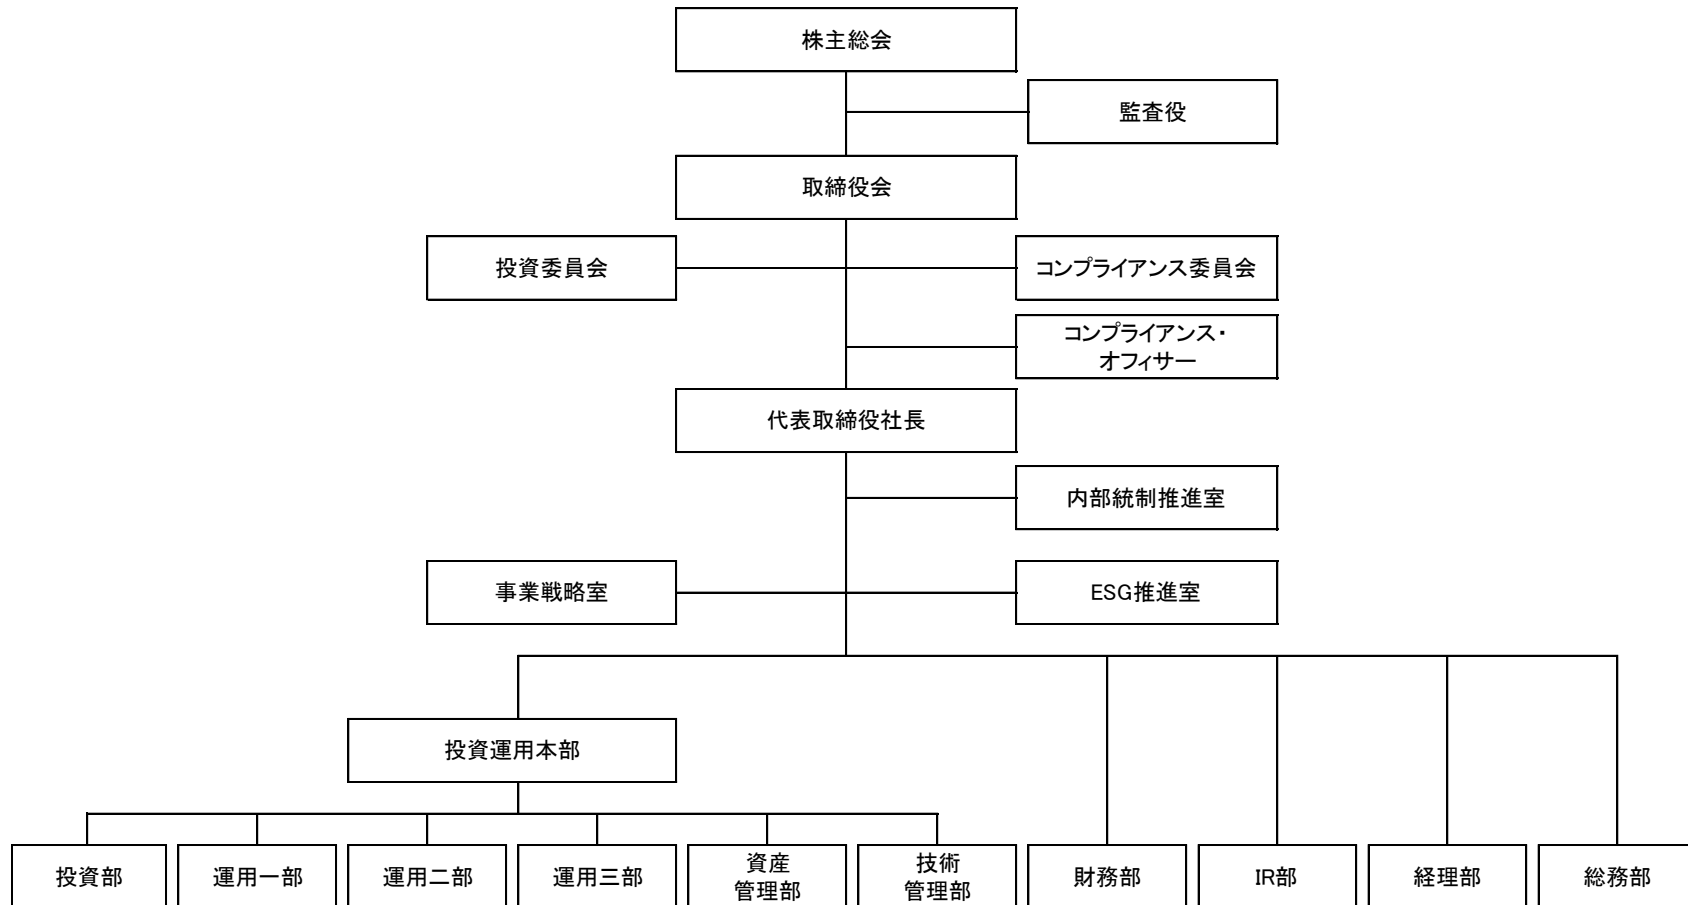 株主総会
監査役
取締役会
投資委員会
コンプライアンス委員会
コンプライアンス・
オフィサー
代表取締役社長
内部統制推進室
事業戦略室
ESG推進室
投資運用本部
投資部
運用一部
運用二部
運用三部
資産
管理部
技術
管理部
財務部
IR部
経理部
総務部